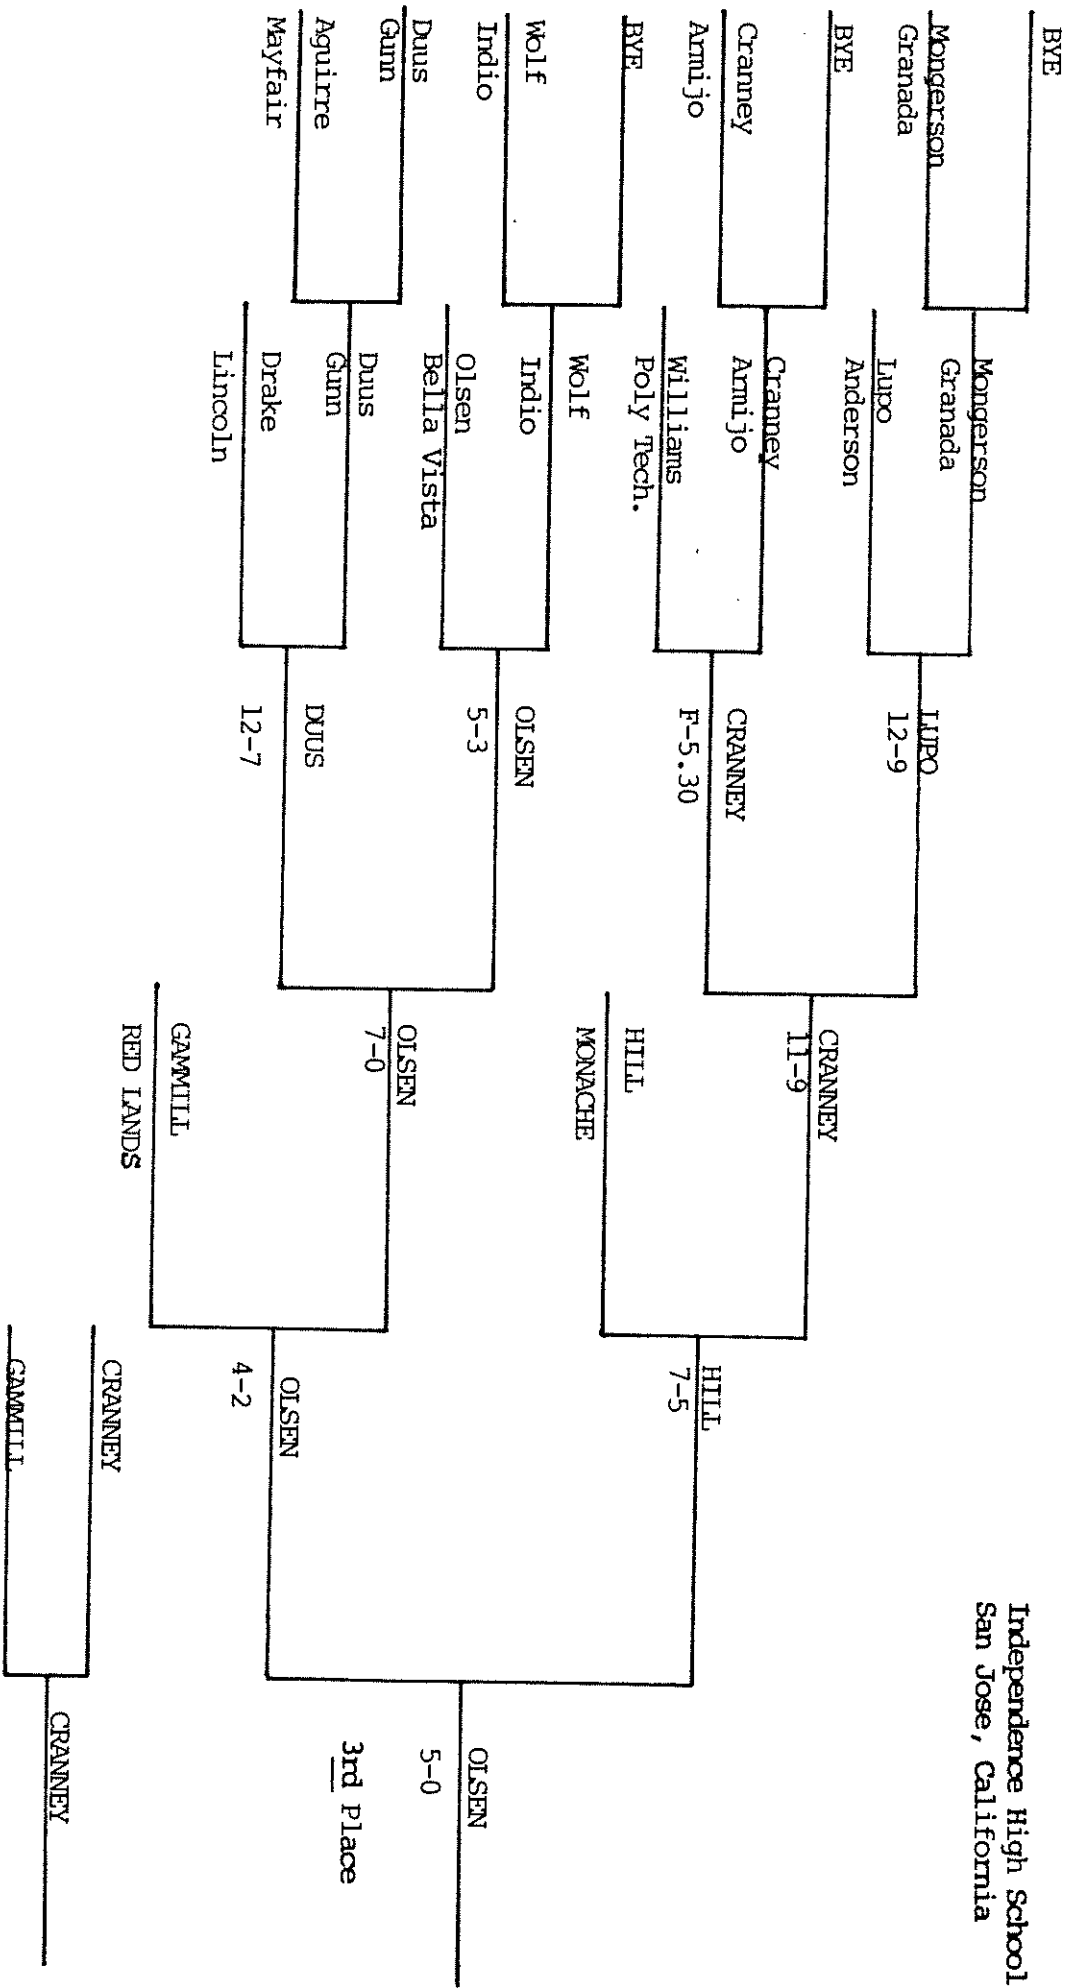 Independence High School
San Jose, California
BYE
Mongerson
Granada
BYE
Cranney
Armijo
BYE
Wolf
Indio
Duus
Gunn
Aguirre
Mayfair
Mongerson
Granada
Lupo
Anderson
Cranney
Armijo
Williams
Poly Tech.
Wolf
Indio
Olsen
Bella Vista
Duus
Gunn
Drake
Lincoln
LUPO
12-9
CRANNEY
F-5.30
OLSEN
5-3
DUUS
12-7
CRANNEY
11-9
HILL
MONACHE
OLSEN
7-0
GAMMILL
RED LANDS
HILL
7-5
OLSEN
4-2
CRANNEY
GAMMILL
OLSEN
5-0
3rd Place
CRANNEY